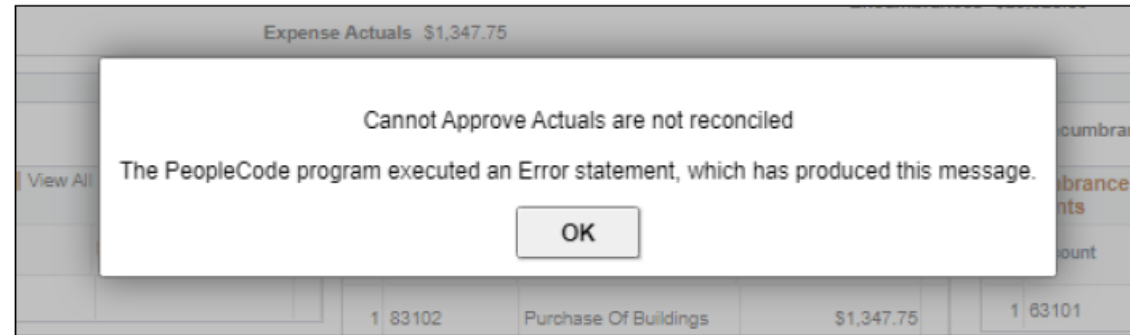 Expense Actuals $1,347.75
Cannot Approve Actuals are not reconciled
The PeopleCode program executed an Error statement, which has produced this message.
View All
OK
ount
1 83102 Purchase Of Buildings $1,347.75
1 63101